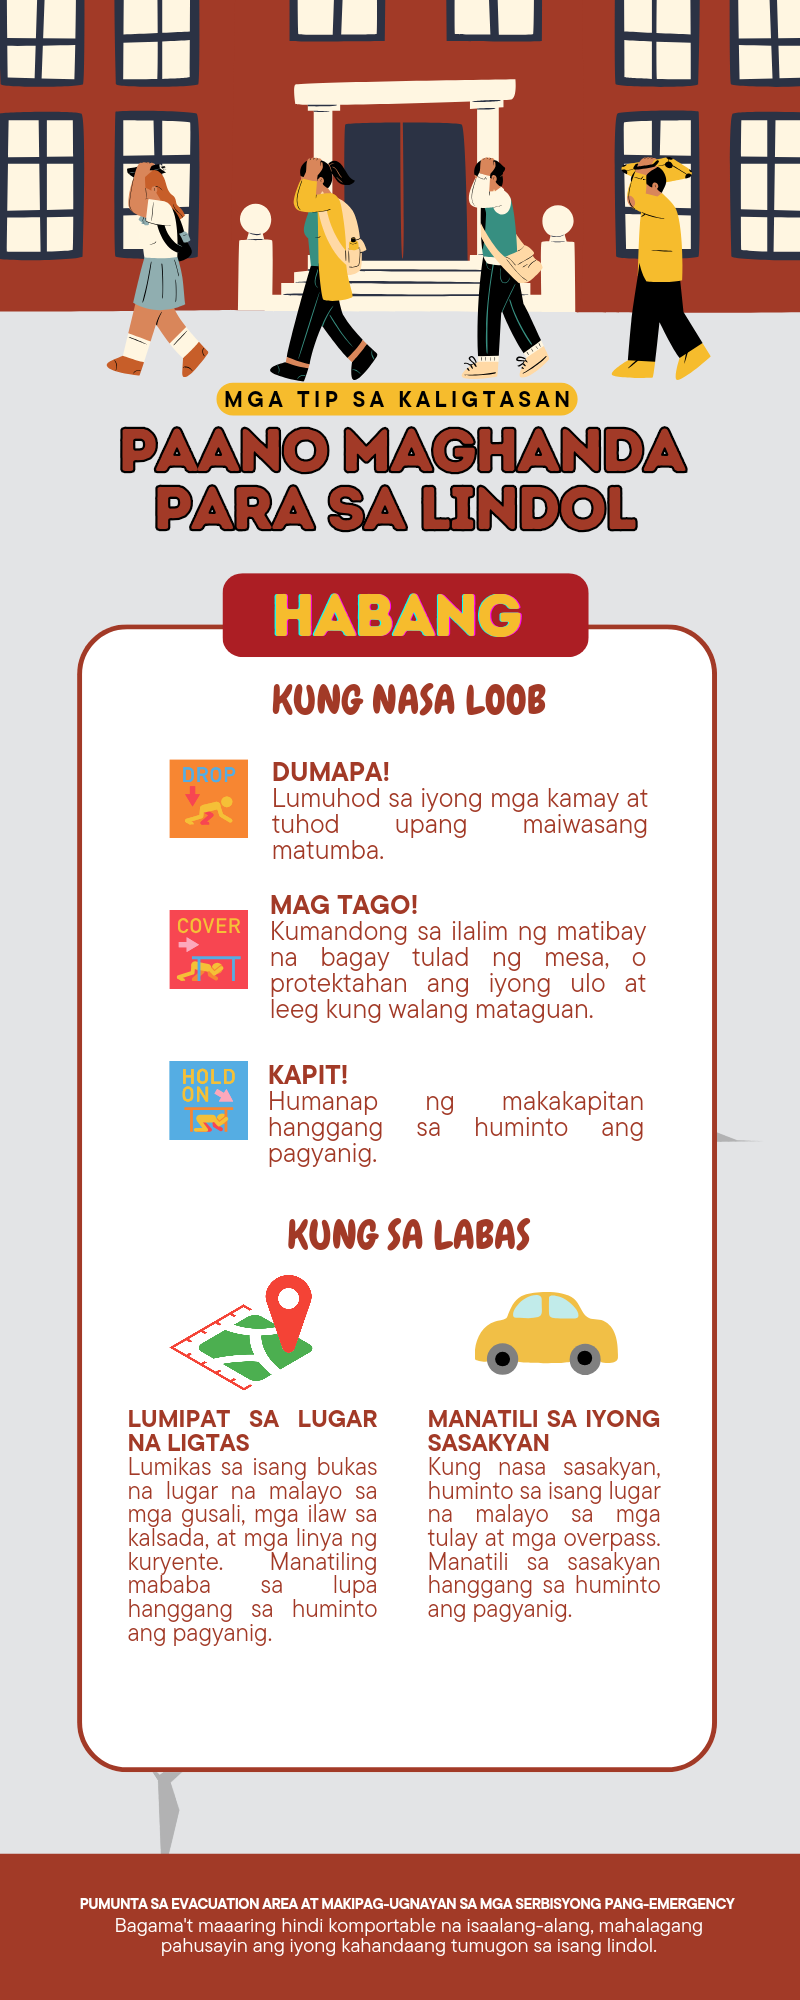 MGA TIP SA KALIGTASAN
PAANO MAGHANDA
PARA SA LINDOL
HABANG
KUNG NASA LOOB
DROP
DUMAPA!
Lumuhod sa iyong mga kamay at
tuhod upang maiwasang
matumba.
COVER
MAG TAGO!
Kumandong sa ilalim ng matibay
na bagay tulad ng mesa, o
protektahan ang iyong ulo at
leeg kung walang mataguan.
HOLD
ON
KAPIT!
Humanap ng makakapitan
hanggang sa huminto ang
pagyanig.
KUNG SA LABAS
LUMIPAT SA LUGAR
NA LIGTAS
Lumikas sa isang bukas
na lugar na malayo sa
mga gusali, mga ilaw sa
kalsada, at mga linya ng
kuryente. Manatiling
mababa sa lupa
hanggang sa huminto
ang pagyanig.
MANATILI SA IYONG
SASAKYAN
Kung nasa sasakyan,
huminto sa isang lugar
na malayo sa mga
tulay at mga overpass.
Manatili sa sasakyan
hanggang sa huminto
ang pagyanig.
PUMUNTA SA EVACUATION AREA AT MAKIPAG-UGNAYAN SA MGA SERBISYONG PANG-EMERGENCY
Bagama't maaaring hindi komportable na isaalang-alang, mahalagang
pahusayin ang iyong kahandaang tumugon sa isang lindol.